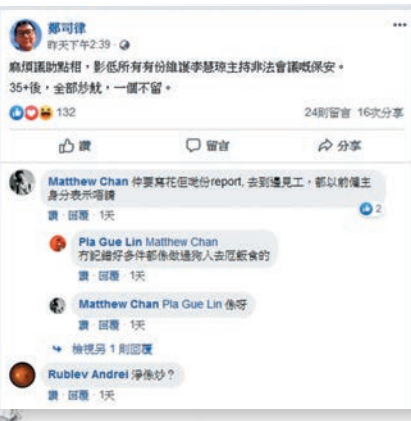 鄭司律
昨天下午2:39 ·
麻煩議助點相，影低所有有份維護李慧琼主持非法會議嘅保安。
35+後，全部炒魷，一個不留。
132
24則留言 16次分享
讚 留言 分享
Matthew Chan 仲要寫花佢哋份report, 去到邊見工，都以前僱主
身分表示唔請
讚 · 回覆 · 1天
2
Pia Gue Lin Matthew Chan
冇記錯好多件都係做過狗人去厄飯食的
讚 · 回覆 · 1天
Matthew Chan Pia Gue Lin 係呀
讚 · 回覆 · 1天
檢視另 1 則回覆
Rublev Andrei 淨係炒？
讚 · 回覆 · 1天